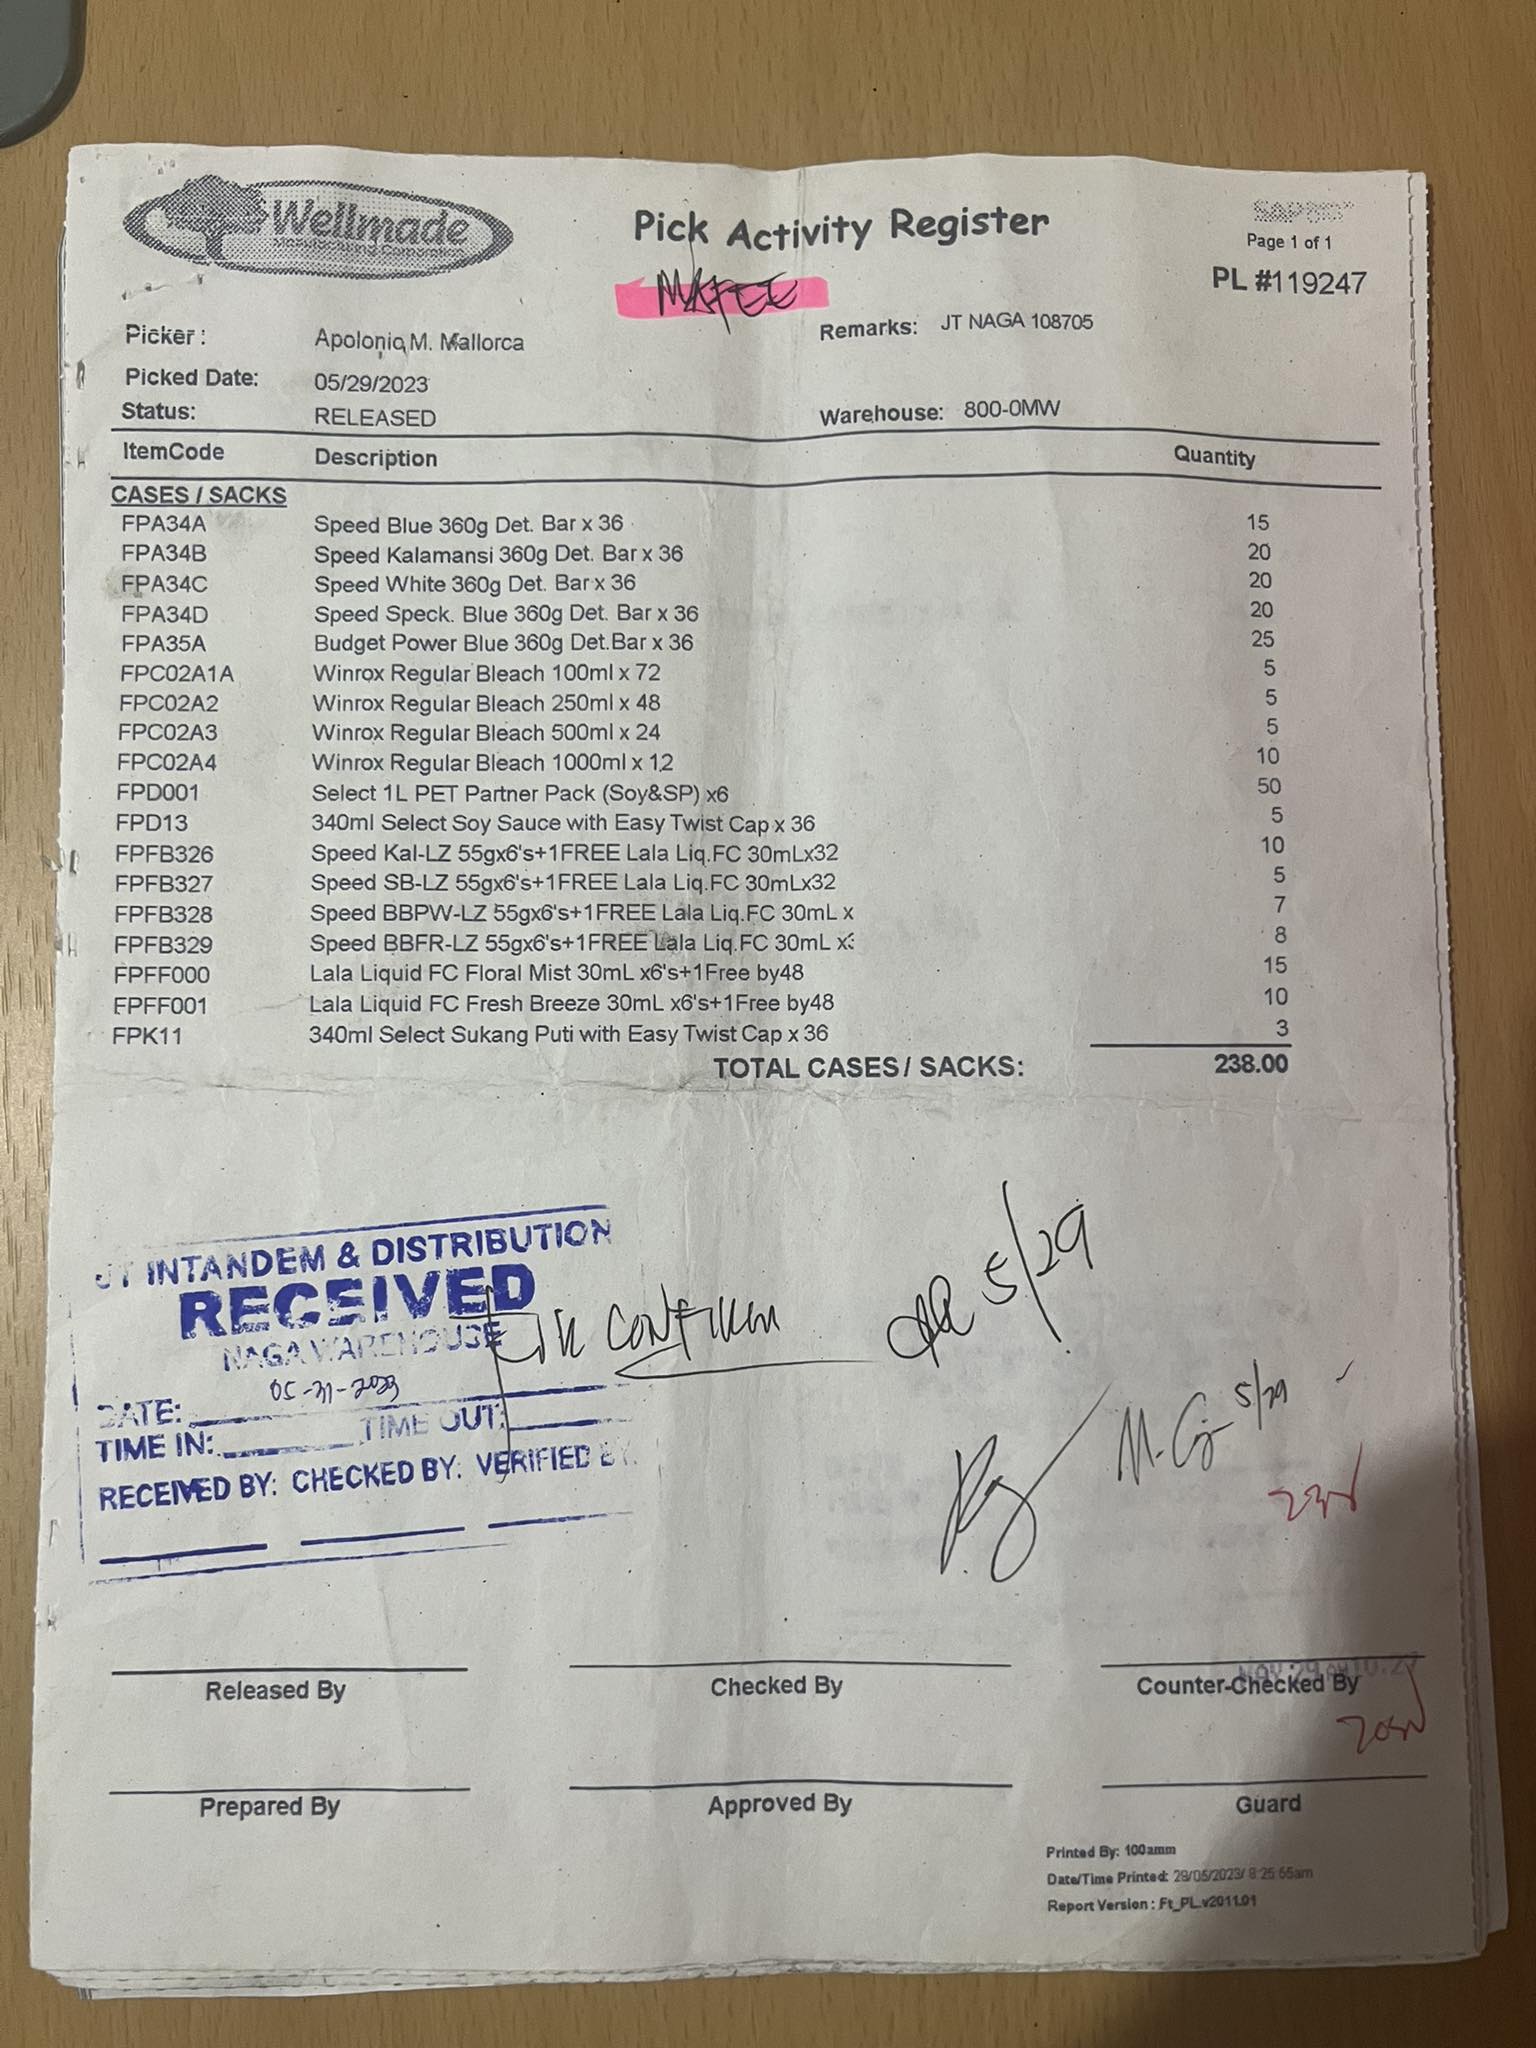 Wellmade
Manufacturing Corporation
Pick Activity Register
Page 1 of 1
PL #119247
MAFEE
Picker : Apolonio M. Mallorca
Remarks: JT NAGA 108705
Picked Date: 05/29/2023
Status: RELEASED
Warehouse: 800-0MW
ItemCode Description Quantity
CASES / SACKS
FPA34A Speed Blue 360g Det. Bar x 36 15
FPA34B Speed Kalamansi 360g Det. Bar x 36 20
FPA34C Speed White 360g Det. Bar x 36 20
FPA34D Speed Speck. Blue 360g Det. Bar x 36 20
FPA35A Budget Power Blue 360g Det.Bar x 36 25
FPC02A1A Winrox Regular Bleach 100ml x 72 5
FPC02A2 Winrox Regular Bleach 250ml x 48 5
FPC02A3 Winrox Regular Bleach 500ml x 24 5
FPC02A4 Winrox Regular Bleach 1000ml x 12 10
FPD001 Select 1L PET Partner Pack (Soy&SP) x6 50
FPD13 340ml Select Soy Sauce with Easy Twist Cap x 36 5
FPFB326 Speed Kal-LZ 55gx6's+1FREE Lala Liq.FC 30mLx32 10
FPFB327 Speed SB-LZ 55gx6's+1FREE Lala Liq.FC 30mLx32 5
FPFB328 Speed BBPW-LZ 55gx6's+1FREE Lala Liq.FC 30mL x 7
FPFB329 Speed BBFR-LZ 55gx6's+1FREE Lala Liq.FC 30mL x3 8
FPFF000 Lala Liquid FC Floral Mist 30mL x6's+1Free by48 15
FPFF001 Lala Liquid FC Fresh Breeze 30mL x6's+1Free by48 10
FPK11 340ml Select Sukang Puti with Easy Twist Cap x 36 3
TOTAL CASES / SACKS: 238.00
JT INTANDEM & DISTRIBUTION
RECEIVED
NAGA WAREHOUSE
5/29
DATE: 05-31-2023
5/29
TIME IN: TIME OUT:
RECEIVED BY: CHECKED BY: VERIFIED BY:
Released By Checked By Counter-Checked By
Prepared By Approved By Guard
Printed By: 100amm
Date/Time Printed: 29/05/2023/ 8:25:55am
Report Version : Ft_PL.v2011.01